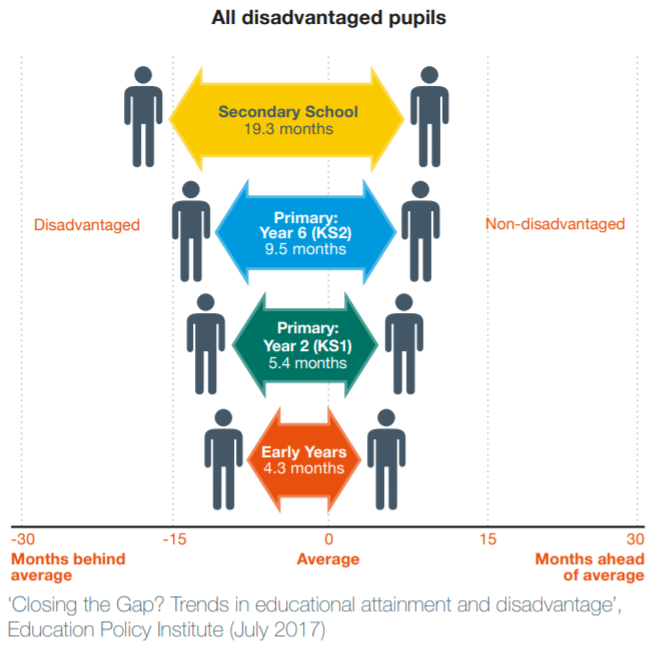 All disadvantaged pupils
Secondary School
19.3 months
Disadvantaged
Primary:
Year 6 (KS2)
9.5 months
Non-disadvantaged
Primary:
Year 2 (KS1)
5.4 months
Early Years
4.3 months
-30 -15 0 15 30
Months behind Average Months ahead
average of average
‘Closing the Gap? Trends in educational attainment and disadvantage’,
Education Policy Institute (July 2017)